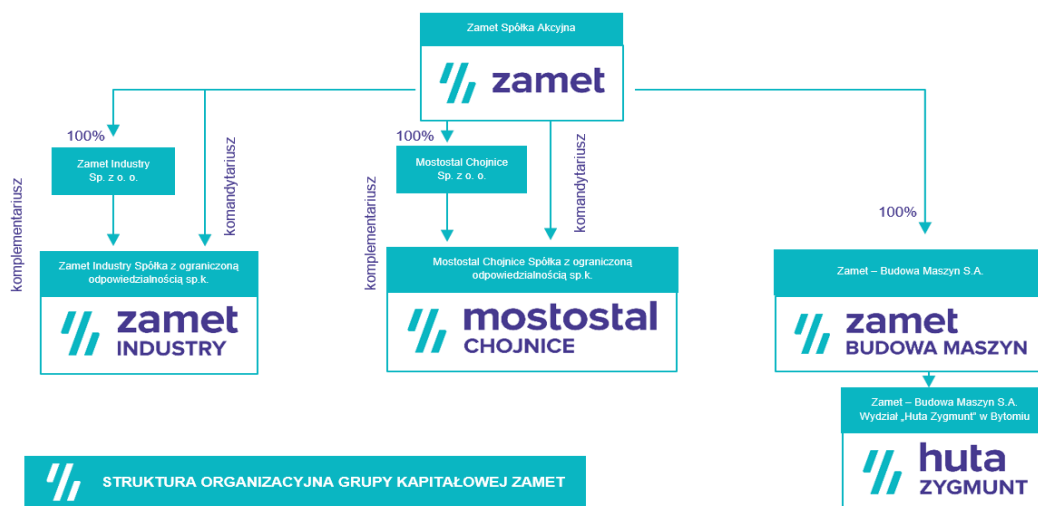 Zamet Spółka Akcyjna
zamet
100%
Zamet Industry
Sp. z o. o.
komplementariusz
komandytariusz
Zamet Industry Spółka z ograniczoną
odpowiedzialnością sp.k.
zamet
INDUSTRY
100%
Mostostal Chojnice
Sp. z o. o.
komplementariusz
komandytariusz
Mostostal Chojnice Spółka z ograniczoną
odpowiedzialnością sp.k.
mostostal
CHOJNICE
100%
Zamet – Budowa Maszyn S.A.
zamet
BUDOWA MASZYN
Zamet – Budowa Maszyn S.A.
Wydział „Huta Zygmunt” w Bytomiu
huta
ZYGMUNT
STRUKTURA ORGANIZACYJNA GRUPY KAPITAŁOWEJ ZAMET